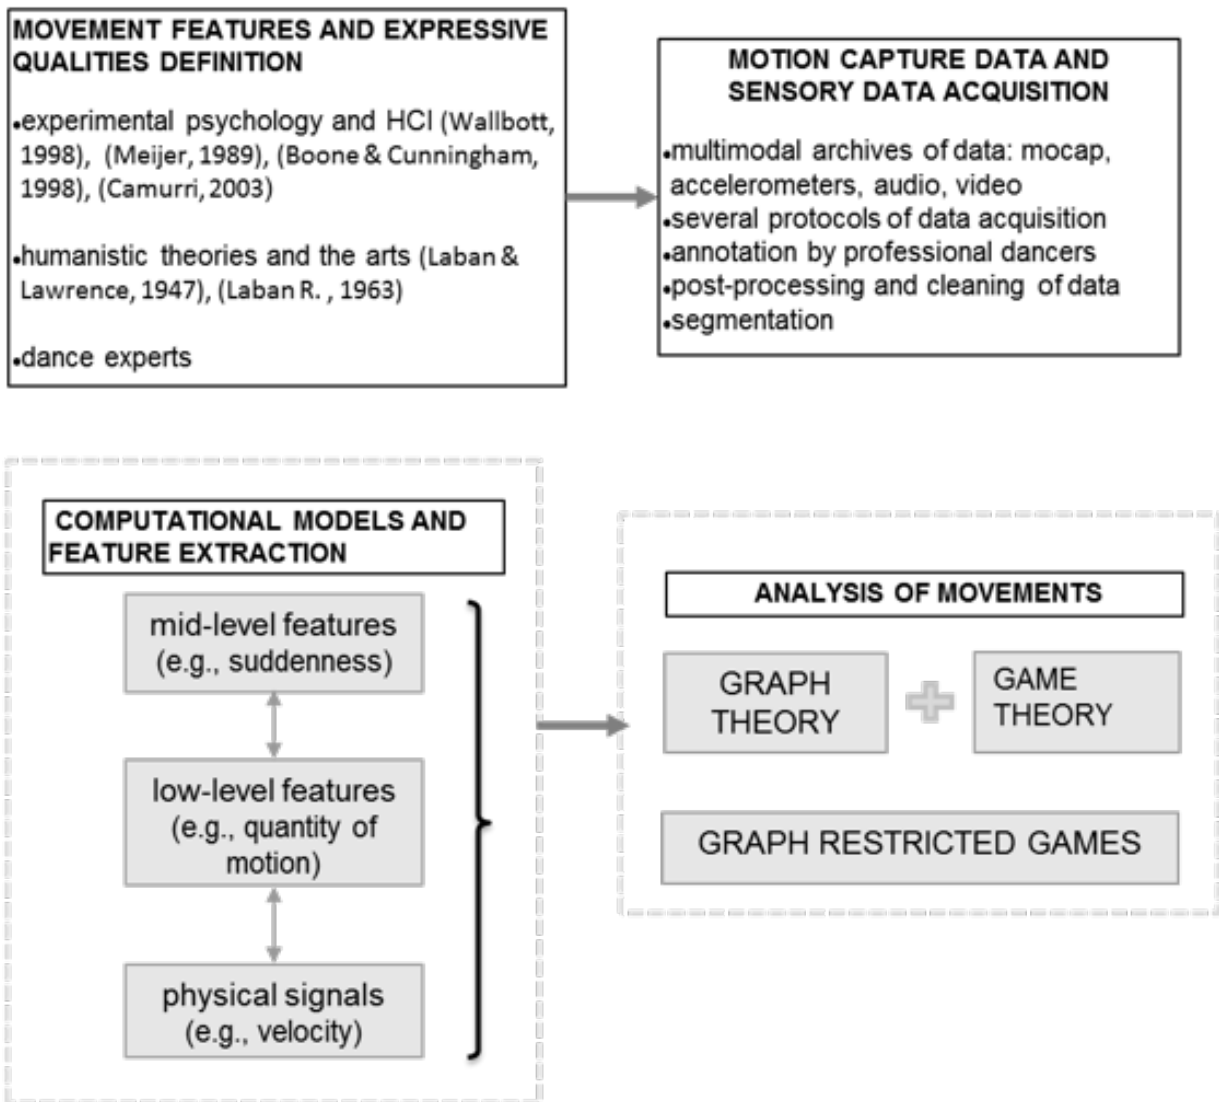 MOVEMENT FEATURES AND EXPRESSIVE
QUALITIES DEFINITION
•experimental psychology and HCI (Wallbott,
1998), (Meijer, 1989), (Boone & Cunningham,
1998), (Camurri, 2003)
•humanistic theories and the arts (Laban &
Lawrence, 1947), (Laban R. , 1963)
•dance experts
MOTION CAPTURE DATA AND
SENSORY DATA ACQUISITION
•multimodal archives of data: mocap,
accelerometers, audio, video
•several protocols of data acquisition
•annotation by professional dancers
•post-processing and cleaning of data
•segmentation
COMPUTATIONAL MODELS AND
FEATURE EXTRACTION
mid-level features
(e.g., suddenness)
low-level features
(e.g., quantity of
motion)
physical signals
(e.g., velocity)
ANALYSIS OF MOVEMENTS
GRAPH
THEORY
GAME
THEORY
GRAPH RESTRICTED GAMES